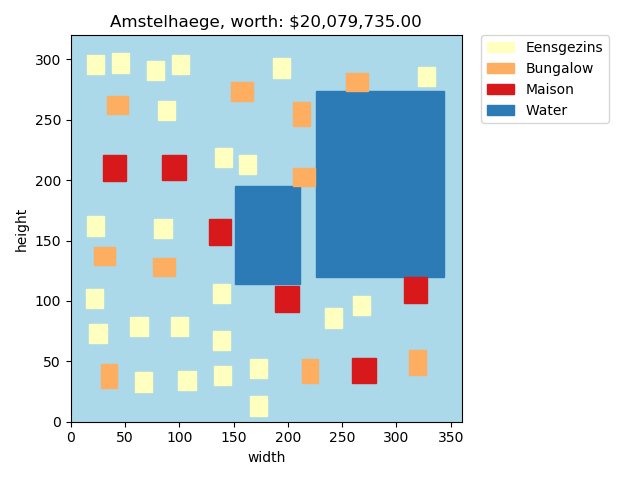 Amstelhaege, worth: $20,079,735.00
Eensgezins
Bungalow
Maison
Water
height
300
250
200
150
100
50
0
0 50 100 150 200 250 300 350
width